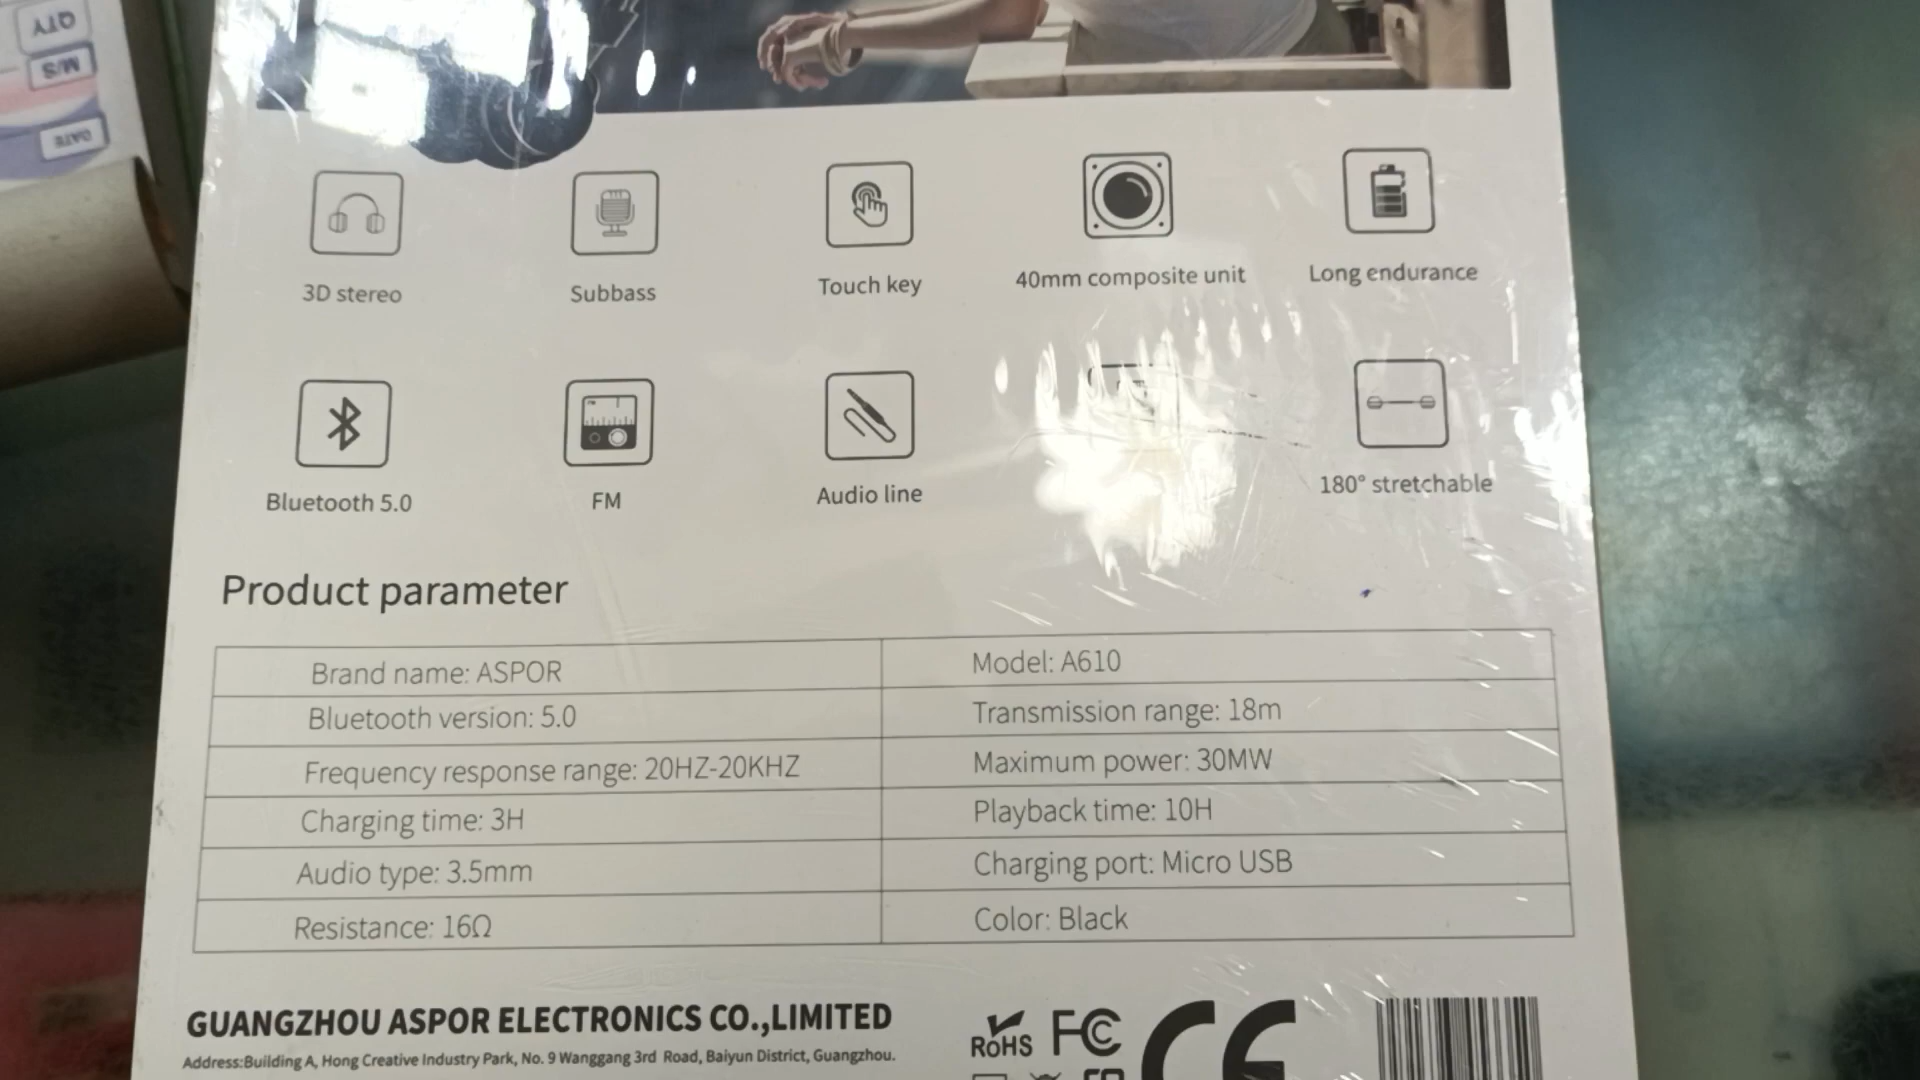 QTY
M/S
DATE
3D stereo
Subbass
Touch key
40mm composite unit
Long endurance
Bluetooth 5.0
FM
Audio line
180° stretchable
Product parameter
Brand name: ASPOR
Model: A610
Bluetooth version: 5.0
Transmission range: 18m
Frequency response range: 20HZ-20KHZ
Maximum power: 30MW
Charging time: 3H
Playback time: 10H
Audio type: 3.5mm
Charging port: Micro USB
Resistance: 16Ω
Color: Black
GUANGZHOU ASPOR ELECTRONICS CO.,LIMITED
Address:Building A, Hong Creative Industry Park, No. 9 Wanggang 3rd Road, Baiyun District, Guangzhou.
RoHS FC CE